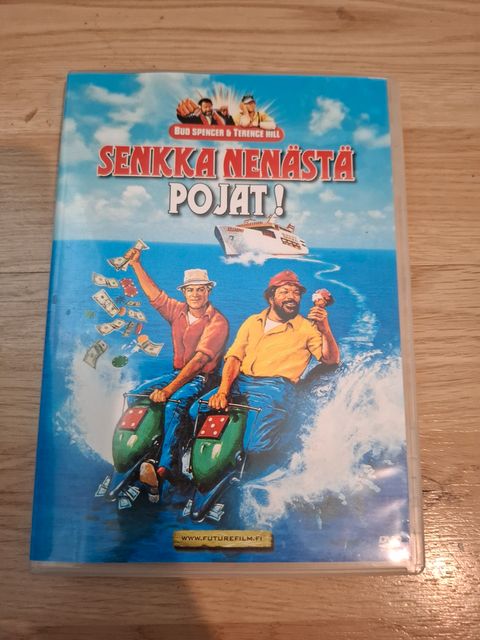 BUD SPENCER & TERENCE HILL
SENKKA NENÄSTÄ
POJAT!
WWW.FUTUREFILM.FI
DVD